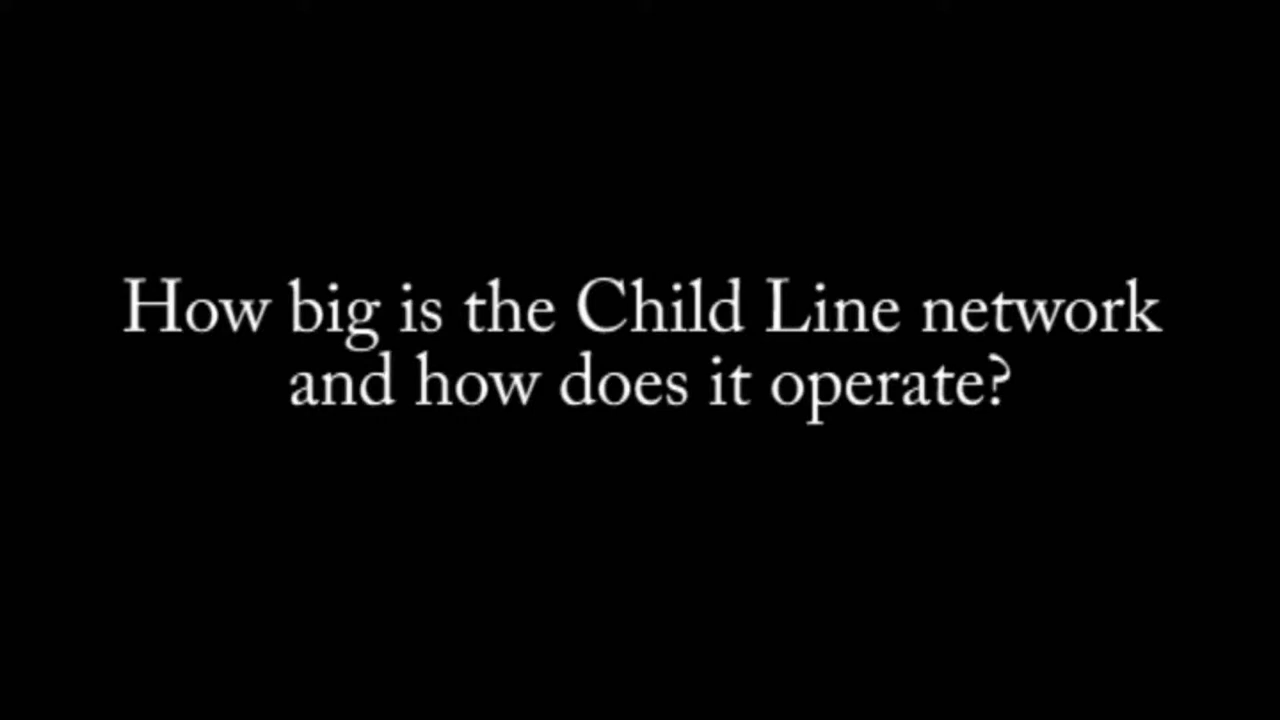 How big is the Child Line network
and how does it operate?